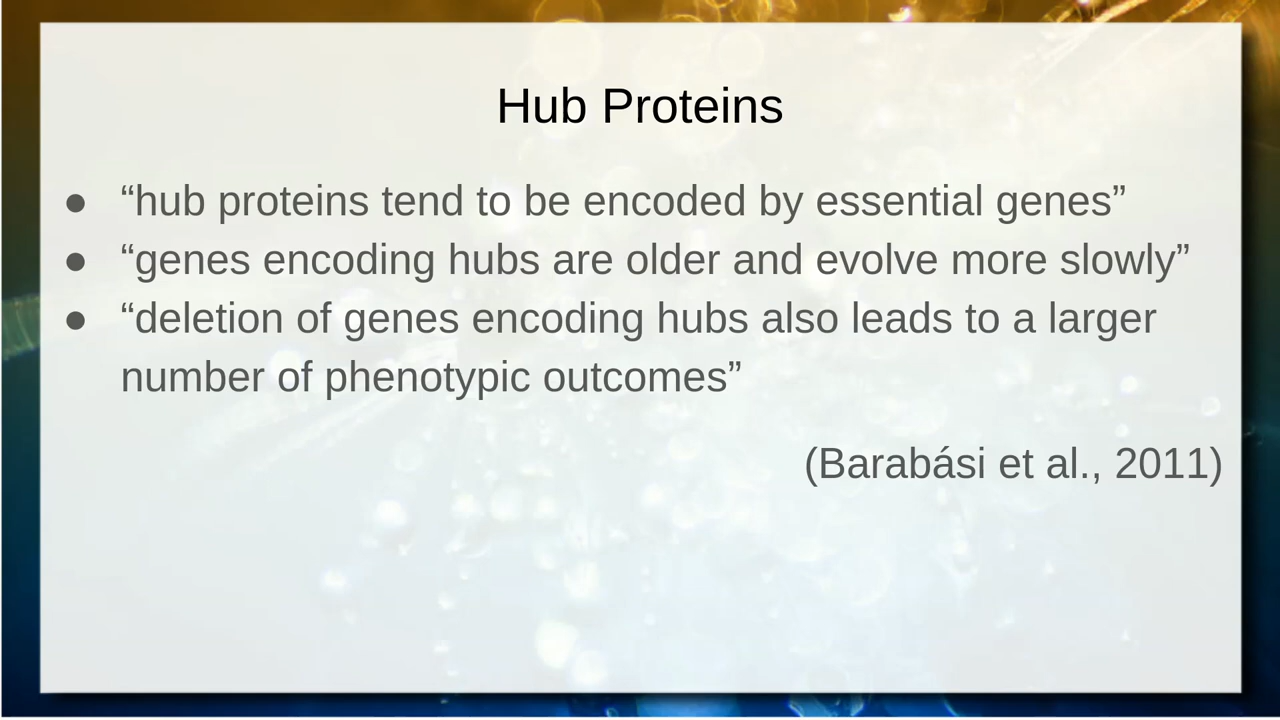 Hub Proteins
● “hub proteins tend to be encoded by essential genes”
● “genes encoding hubs are older and evolve more slowly”
● “deletion of genes encoding hubs also leads to a larger
number of phenotypic outcomes”
(Barabási et al., 2011)